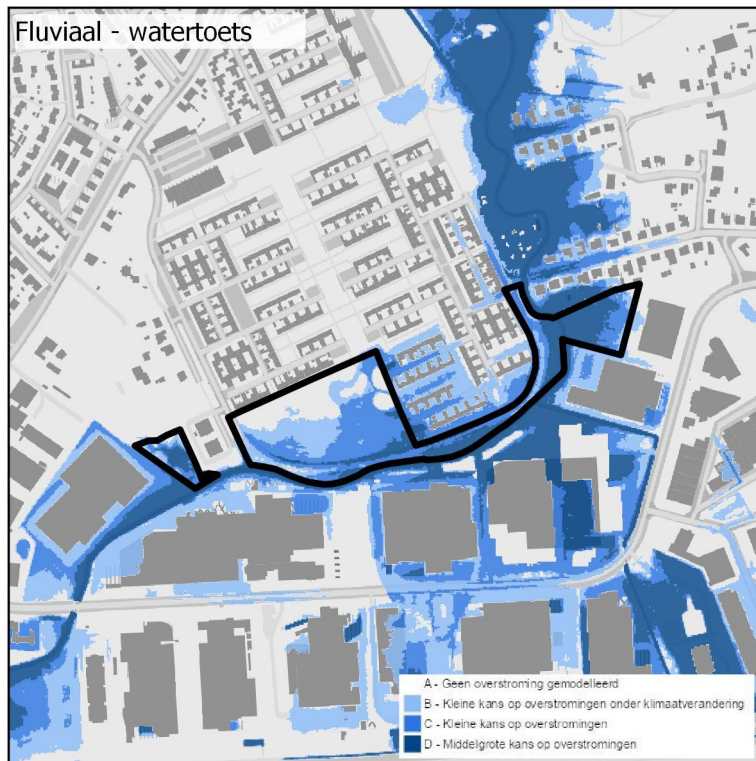 Fluviaal - watertoets
A - Geen overstroming gemodelleerd
B - Kleine kans op overstromingen onder klimaatverandering
C - Kleine kans op overstromingen
D - Middelgrote kans op overstromingen